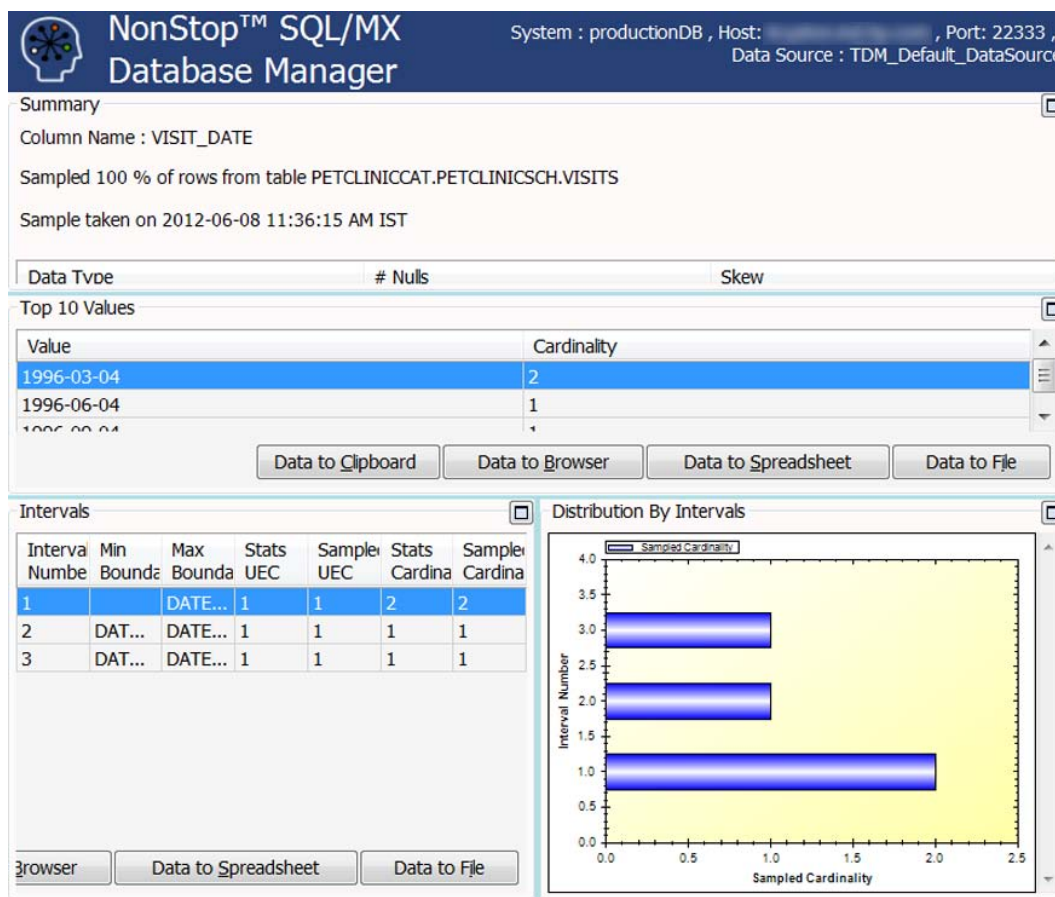 NonStop™ SQL/MX
Database Manager
System : productionDB , Host: , Port: 22333 ,
Data Source : TDM_Default_DataSource
Summary
Column Name : VISIT_DATE
Sampled 100 % of rows from table PETCLINICCAT.PETCLINICSCH.VISITS
Sample taken on 2012-06-08 11:36:15 AM IST
Data Type # Nulls Skew
Top 10 Values
Value Cardinality
1996-03-04 2
1996-06-04 1
Data to Clipboard Data to Browser Data to Spreadsheet Data to File
Intervals
Interva Min Max Stats Sampled Stats Sampled
Numbe Bounda Bounda UEC UEC Cardina Cardina
1 DATE... 1 1 2 2
2 DAT... DATE... 1 1 1 1
3 DAT... DATE... 1 1 1 1
Browser Data to Spreadsheet Data to File
Distribution By Intervals
Sampled Cardinality
4.0
3.5
3.0
2.5
2.0
1.5
1.0
0.5
0.0
Interval Number
0.0 0.5 1.0 1.5 2.0 2.5
Sampled Cardinality